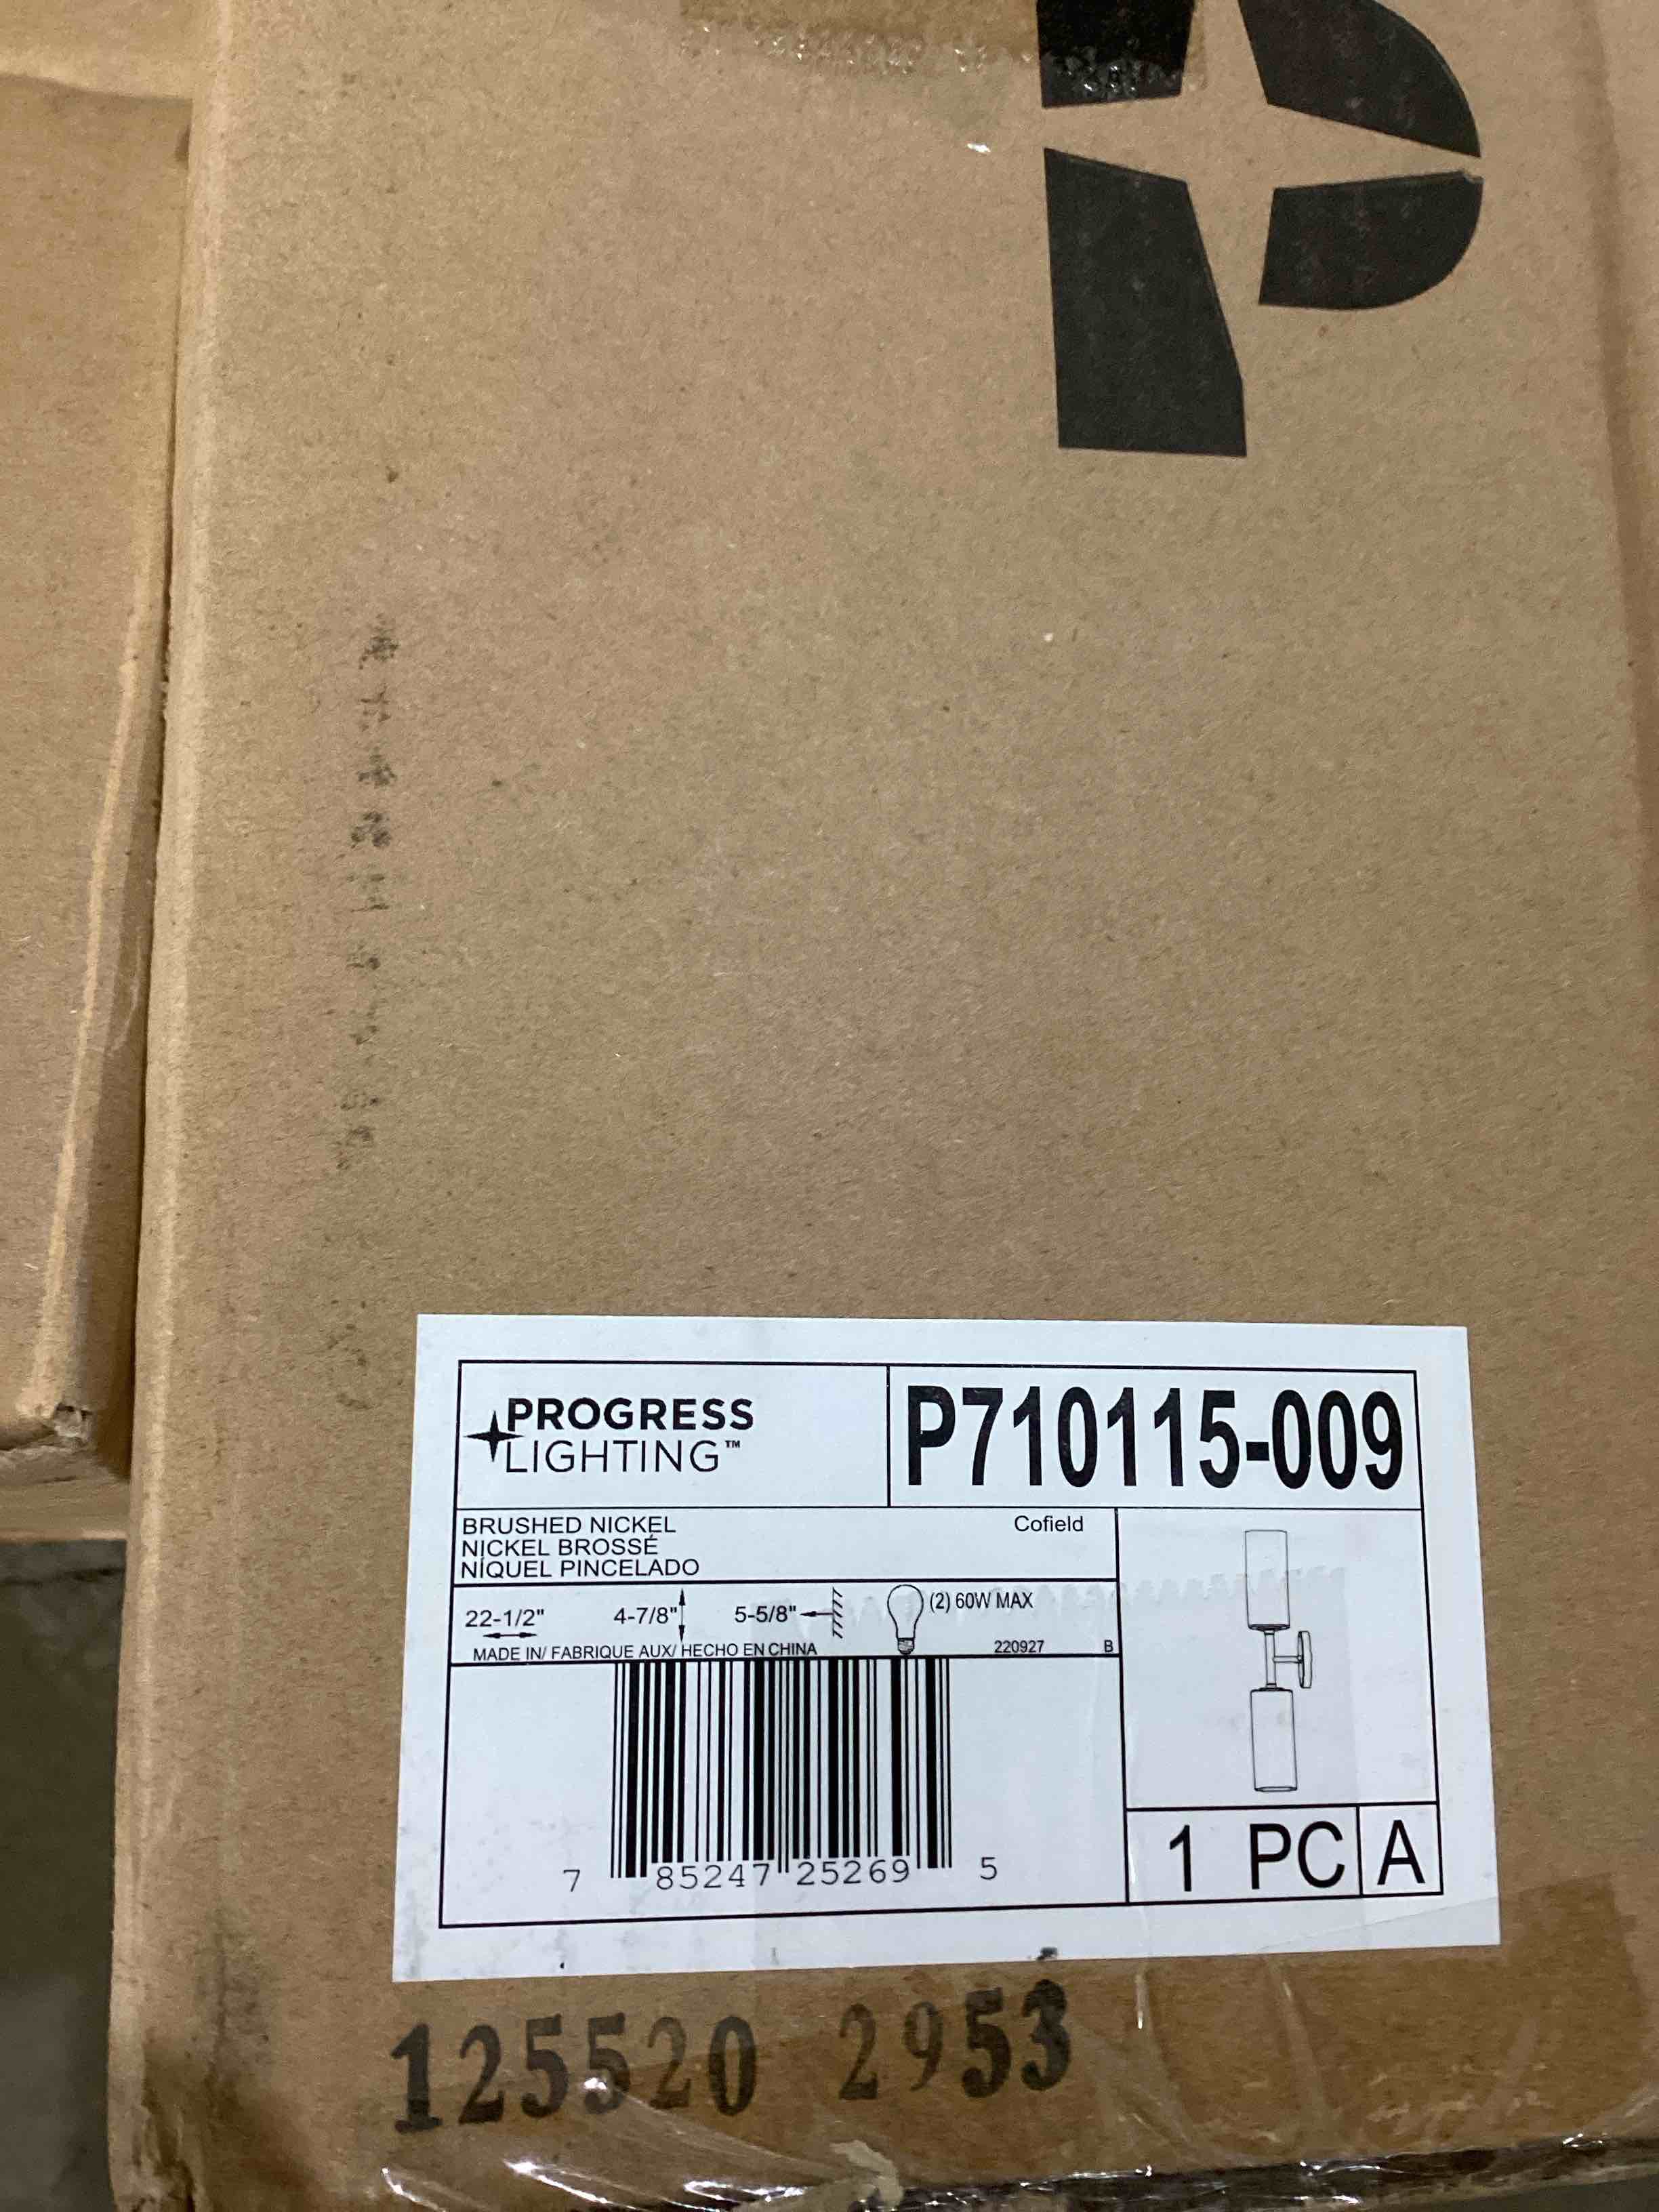 PROGRESS
LIGHTING™
P710115-009
BRUSHED NICKEL
NICKEL BROSSÉ
NÍQUEL PINCELADO
Cofield
22-1/2" 4-7/8" 5-5/8" (2) 60W MAX
MADE IN/ FABRIQUE AUX/ HECHO EN CHINA 220927 B
7 85247 25269 5
1 PC A
125520 2953